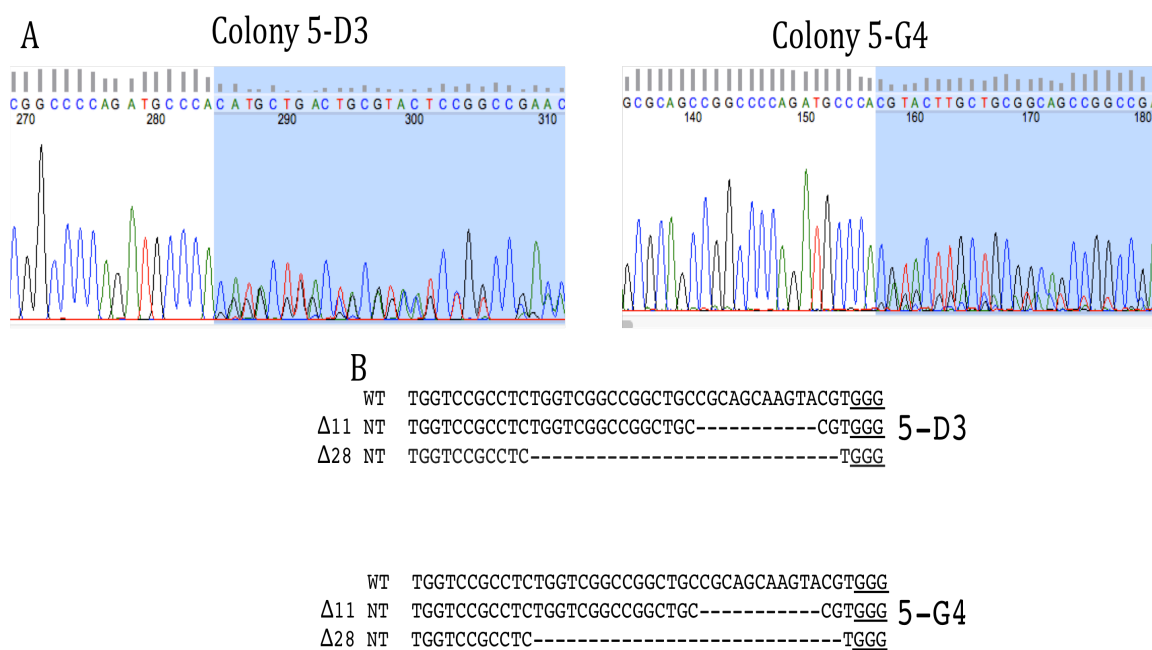 A
Colony 5-D3
Colony 5-G4
CGGCCCCAGATGCCCACATGCTGACTGCGTACTCCGGCCGAAC
270 280 290 300 310
GCGCAGCCGGCCCCAGATGCCCACGTACTTGCTGCGGCAGCCGGCCGA
140 150 160 170 180
B
WT TGGTCCGCCTCTGGTCGGCCGGCTGCCGCAGCAAGTACGTGGG
Δ11 NT TGGTCCGCCTCTGGTCGGCCGGCTGC-----------CGTGGG 5-D3
Δ28 NT TGGTCCGCCTC----------------------------TGGG
WT TGGTCCGCCTCTGGTCGGCCGGCTGCCGCAGCAAGTACGTGGG
Δ11 NT TGGTCCGCCTCTGGTCGGCCGGCTGC-----------CGTGGG 5-G4
Δ28 NT TGGTCCGCCTC----------------------------TGGG